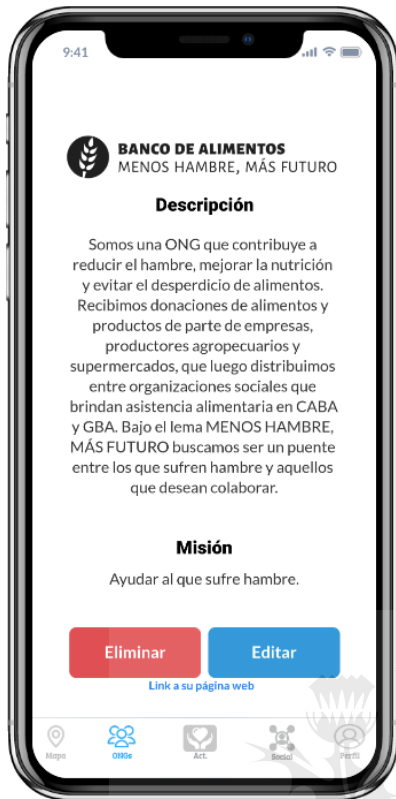 9:41
BANCO DE ALIMENTOS
MENOS HAMBRE, MÁS FUTURO
Descripción
Somos una ONG que contribuye a
reducir el hambre, mejorar la nutrición
y evitar el desperdicio de alimentos.
Recibimos donaciones de alimentos y
productos de parte de empresas,
productores agropecuarios y
supermercados, que luego distribuimos
entre organizaciones sociales que
brindan asistencia alimentaria en CABA
y GBA. Bajo el lema MENOS HAMBRE,
MÁS FUTURO buscamos ser un puente
entre los que sufren hambre y aquellos
que desean colaborar.
Misión
Ayudar al que sufre hambre.
Eliminar Editar
Link a su página web
Mapa ONGs Act. Social Perfil